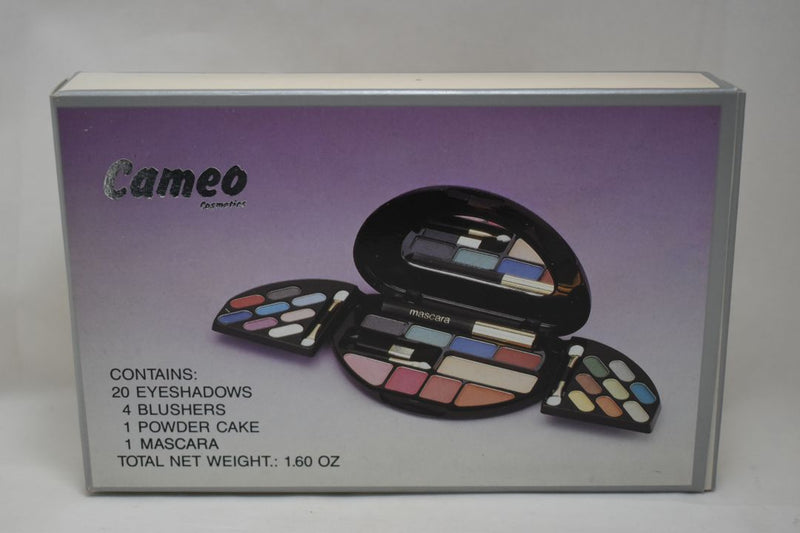 Cameo
Cosmetics
mascara
CONTAINS:
20 EYESHADOWS
4 BLUSHERS
1 POWDER CAKE
1 MASCARA
TOTAL NET WEIGHT.: 1.60 OZ